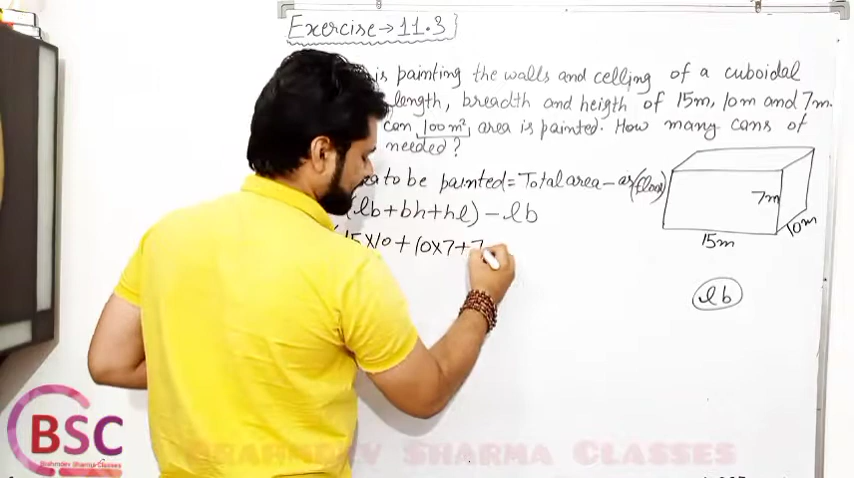 Exercise→11.3}
is painting the walls and celling of a cuboidal
length, breadth and heigth of 15m, 10m and 7m.
can 100m², area is painted. How many cans of
needed?
ea to be painted=Total area-ar(floor)
(lb+bh+hl)-lb
(15×10+(0×7+7
7m
10m
15m
lb
BSC
Brahmdev Sharma Classes
BRAHMDEV SHARMA CLASSES